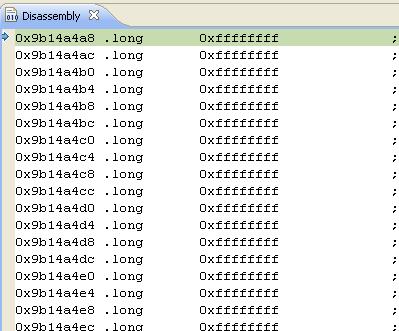 Disassembly
0x9b14a4a8 .long 0xffffffff ;
0x9b14a4ac .long 0xffffffff ;
0x9b14a4b0 .long 0xffffffff ;
0x9b14a4b4 .long 0xffffffff ;
0x9b14a4b8 .long 0xffffffff ;
0x9b14a4bc .long 0xffffffff ;
0x9b14a4c0 .long 0xffffffff ;
0x9b14a4c4 .long 0xffffffff ;
0x9b14a4c8 .long 0xffffffff ;
0x9b14a4cc .long 0xffffffff ;
0x9b14a4d0 .long 0xffffffff ;
0x9b14a4d4 .long 0xffffffff ;
0x9b14a4d8 .long 0xffffffff ;
0x9b14a4dc .long 0xffffffff ;
0x9b14a4e0 .long 0xffffffff ;
0x9b14a4e4 .long 0xffffffff ;
0x9b14a4e8 .long 0xffffffff ;
0x9b14a4ec .long 0xffffffff ;